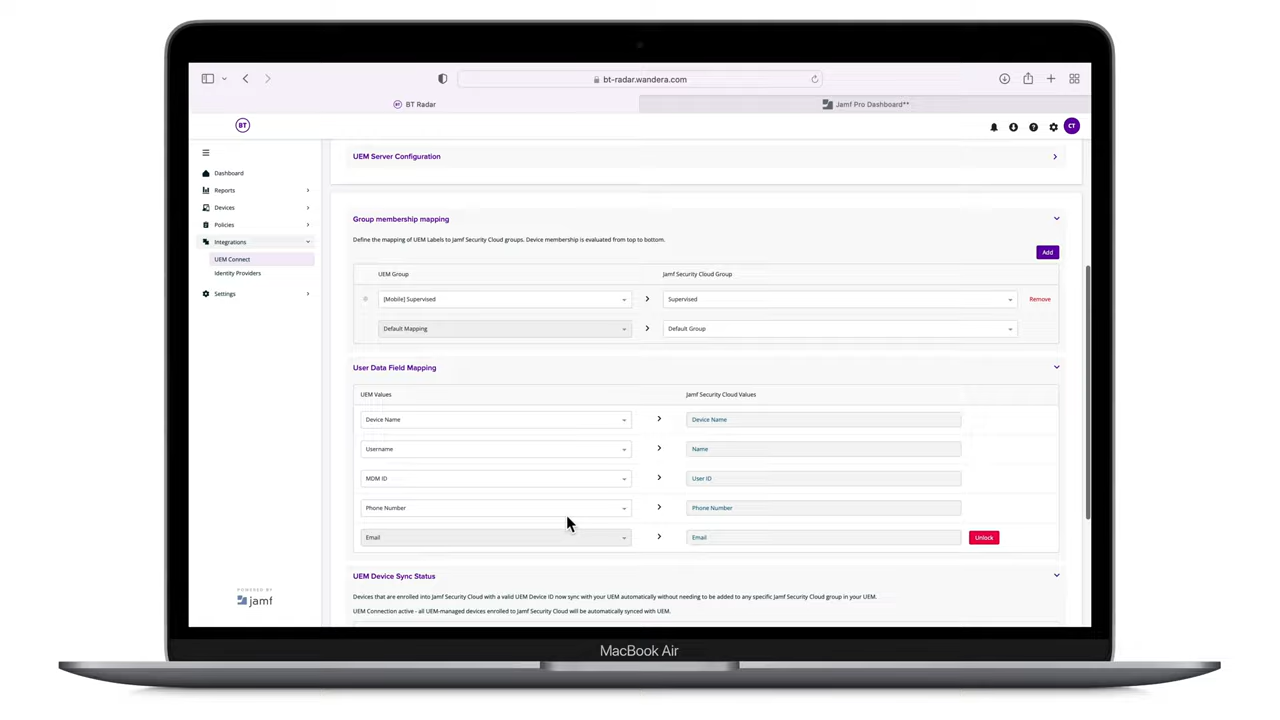 bt-radar.wandera.com
BT Radar
Jamf Pro Dashboard**
BT
CT
Dashboard
Reports
Devices
Policies
Integrations
UEM Connect
Identity Providers
Settings
POWERED BY
jamf
UEM Server Configuration
Group membership mapping
Define the mapping of UEM Labels to Jamf Security Cloud groups. Device membership is evaluated from top to bottom.
Add
UEM Group Jamf Security Cloud Group
[Mobile] Supervised Supervised Remove
Default Mapping Default Group
User Data Field Mapping
UEM Values Jamf Security Cloud Values
Device Name Device Name
Username Name
MDM ID User ID
Phone Number Phone Number
Email Email Unlock
UEM Device Sync Status
Devices that are enrolled into Jamf Security Cloud with a valid UEM Device ID now sync with your UEM automatically without needing to be added to any specific Jamf Security Cloud group in your UEM.
UEM Connection active - all UEM-managed devices enrolled to Jamf Security Cloud will be automatically synced with UEM.
MacBook Air